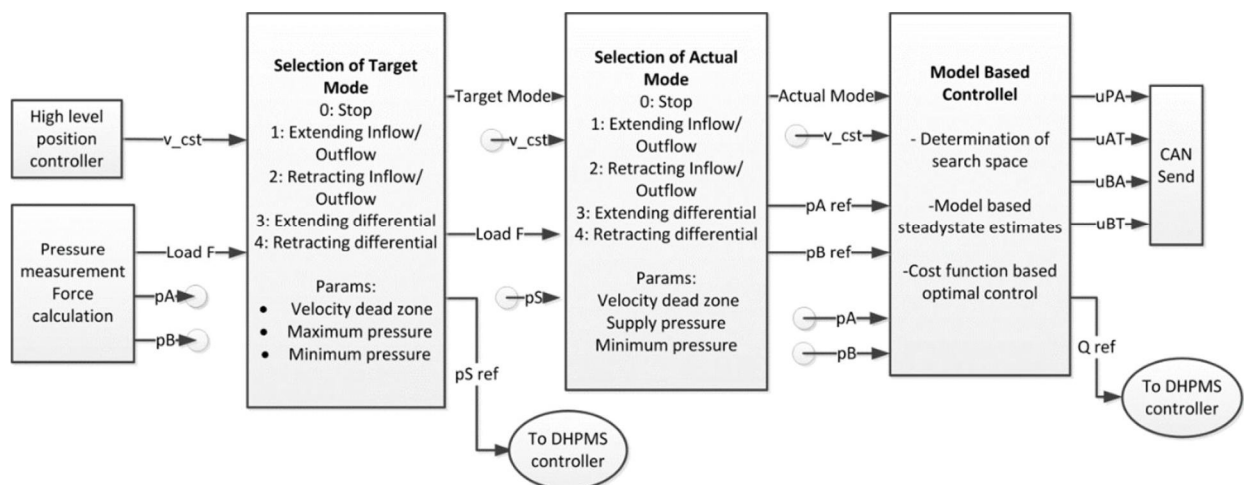 High level
position
controller
v_cst
Pressure
measurement
Force
calculation
Load F
pA
pB
Selection of Target
Mode
0: Stop
1: Extending Inflow/
Outflow
2: Retracting Inflow/
Outflow
3: Extending differential
4: Retracting differential
Params:
• Velocity dead zone
• Maximum pressure
• Minimum pressure
Target Mode
v_cst
Load F
pS
pS ref
To DHPMS
controller
Selection of Actual
Mode
0: Stop
1: Extending Inflow/
Outflow
2: Retracting Inflow/
Outflow
3: Extending differential
4: Retracting differential
Params:
Velocity dead zone
Supply pressure
Minimum pressure
Actual Mode
v_cst
pA ref
pB ref
pA
pB
Model Based
Controllel
- Determination of
search space
-Model based
steadystate estimates
-Cost function based
optimal control
uPA
uAT
uBA
uBT
CAN
Send
Q ref
To DHPMS
controller